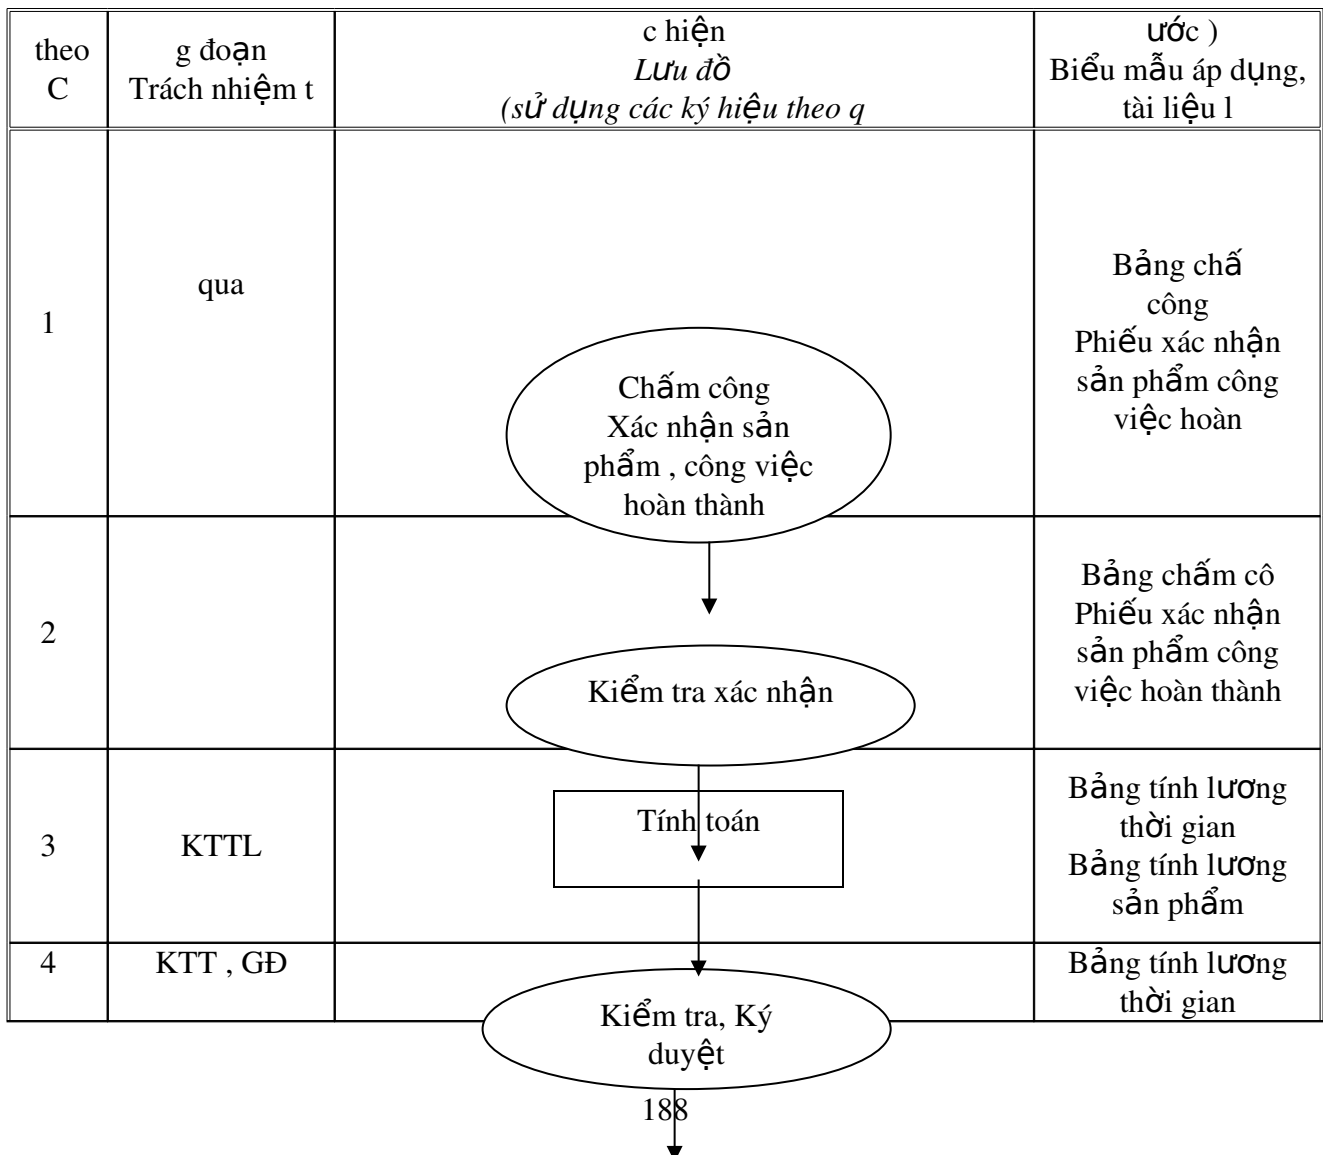 theo
C
g đoạn
Trách nhiệm t
c hiện
Lưu đồ
(sử dụng các ký hiệu theo q
ước )
Biểu mẫu áp dụng,
tài liệu l
1
qua
Chấm công
Xác nhận sản
phẩm , công việc
hoàn thành
Bảng chấ
công
Phiếu xác nhận
sản phẩm công
việc hoàn
2
Kiểm tra xác nhận
Bảng chấm cô
Phiếu xác nhận
sản phẩm công
việc hoàn thành
3
KTTL
Tính toán
Bảng tính lương
thời gian
Bảng tính lương
sản phẩm
4
KTT , GĐ
Kiểm tra, Ký
duyệt
Bảng tính lương
thời gian
188